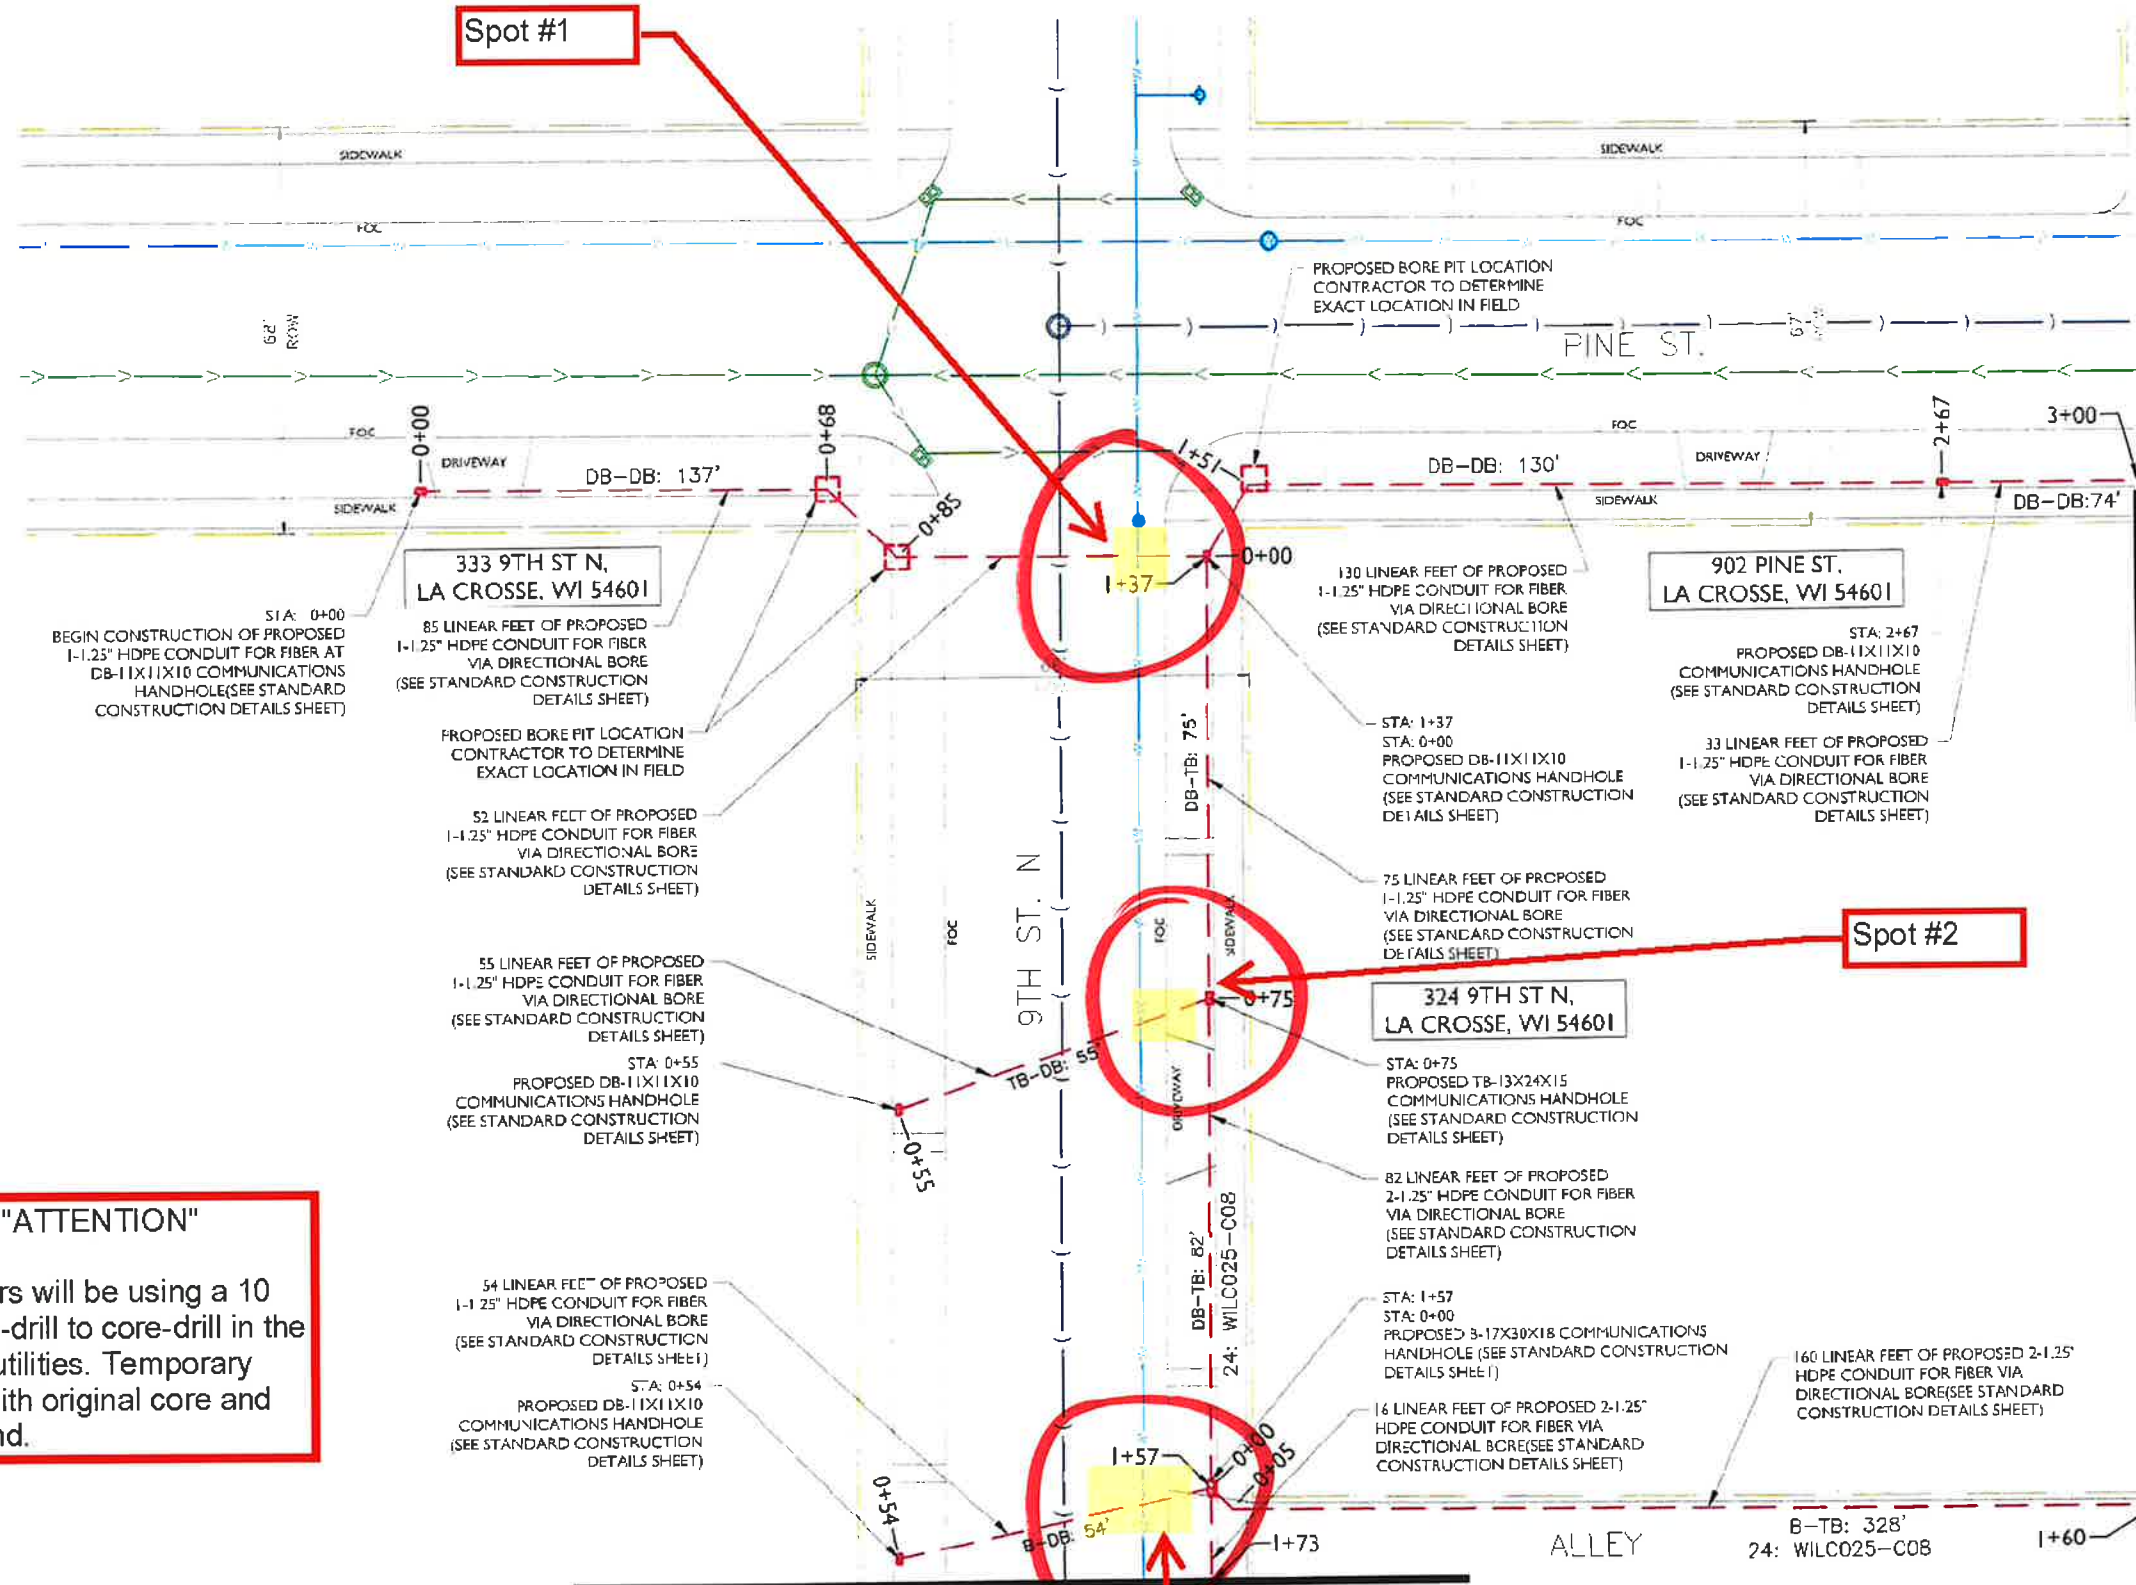 Spot #1
SIDEWALK
SIDEWALK
FOC
FOC
PROPOSED BORE PIT LOCATION
CONTRACTOR TO DETERMINE
EXACT LOCATION IN FIELD
68'
ROW
PINE ST.
0+00
0+68
1+51
2+67
3+00
FOC
FOC
DRIVEWAY
DRIVEWAY
DB-DB: 137'
DB-DB: 130'
DB-DB:74'
SIDEWALK
SIDEWALK
0+85
1+37
0+00
333 9TH ST N,
LA CROSSE, WI 54601
902 PINE ST,
LA CROSSE, WI 54601
STA: 0+00
BEGIN CONSTRUCTION OF PROPOSED
1-1.25" HDPE CONDUIT FOR FIBER AT
DB-11X11X10 COMMUNICATIONS
HANDHOLE(SEE STANDARD
CONSTRUCTION DETAILS SHEET)
85 LINEAR FEET OF PROPOSED
1-1.25" HDPE CONDUIT FOR FIBER
VIA DIRECTIONAL BORE
(SEE STANDARD CONSTRUCTION
DETAILS SHEET)
PROPOSED BORE PIT LOCATION
CONTRACTOR TO DETERMINE
EXACT LOCATION IN FIELD
52 LINEAR FEET OF PROPOSED
1-1.25" HDPE CONDUIT FOR FIBER
VIA DIRECTIONAL BORE
(SEE STANDARD CONSTRUCTION
DETAILS SHEET)
130 LINEAR FEET OF PROPOSED
1-1.25" HDPE CONDUIT FOR FIBER
VIA DIRECTIONAL BORE
(SEE STANDARD CONSTRUCTION
DETAILS SHEET)
STA: 2+67
PROPOSED DB-11X11X10
COMMUNICATIONS HANDHOLE
(SEE STANDARD CONSTRUCTION
DETAILS SHEET)
33 LINEAR FEET OF PROPOSED
1-1.25" HDPE CONDUIT FOR FIBER
VIA DIRECTIONAL BORE
(SEE STANDARD CONSTRUCTION
DETAILS SHEET)
STA: 1+37
STA: 0+00
PROPOSED DB-11X11X10
COMMUNICATIONS HANDHOLE
(SEE STANDARD CONSTRUCTION
DETAILS SHEET)
DB-TB: 75'
75 LINEAR FEET OF PROPOSED
1-1.25" HDPE CONDUIT FOR FIBER
VIA DIRECTIONAL BORE
(SEE STANDARD CONSTRUCTION
DETAILS SHEET)
9TH ST. N
SIDEWALK
FOC
FOC
SIDEWALK
Spot #2
324 9TH ST N,
LA CROSSE, WI 54601
55 LINEAR FEET OF PROPOSED
1-1.25" HDPE CONDUIT FOR FIBER
VIA DIRECTIONAL BORE
(SEE STANDARD CONSTRUCTION
DETAILS SHEET)
STA: 0+55
PROPOSED DB-11X11X10
COMMUNICATIONS HANDHOLE
(SEE STANDARD CONSTRUCTION
DETAILS SHEET)
TB-DB: 55'
0+75
0+55
DRIVEWAY
STA: 0+75
PROPOSED TB-13X24X15
COMMUNICATIONS HANDHOLE
(SEE STANDARD CONSTRUCTION
DETAILS SHEET)
82 LINEAR FEET OF PROPOSED
2-1.25" HDPE CONDUIT FOR FIBER
VIA DIRECTIONAL BORE
(SEE STANDARD CONSTRUCTION
DETAILS SHEET)
DB-TB: 82'
24: WILC025-C08
"ATTENTION"
rs will be using a 10
-drill to core-drill in the
utilities. Temporary
ith original core and
nd.
54 LINEAR FEET OF PROPOSED
1-1.25" HDPE CONDUIT FOR FIBER
VIA DIRECTIONAL BORE
(SEE STANDARD CONSTRUCTION
DETAILS SHEET)
STA: 0+54
PROPOSED DB-11X11X10
COMMUNICATIONS HANDHOLE
(SEE STANDARD CONSTRUCTION
DETAILS SHEET)
STA: 1+57
STA: 0+00
PROPOSED 3-17X30X18 COMMUNICATIONS
HANDHOLE (SEE STANDARD CONSTRUCTION
DETAILS SHEET)
16 LINEAR FEET OF PROPOSED 2-1.25"
HDPE CONDUIT FOR FIBER VIA
DIRECTIONAL BORE(SEE STANDARD
CONSTRUCTION DETAILS SHEET)
160 LINEAR FEET OF PROPOSED 2-1.25"
HDPE CONDUIT FOR FIBER VIA
DIRECTIONAL BORE(SEE STANDARD
CONSTRUCTION DETAILS SHEET)
1+57
0+00
0+05
0+54
B-DB: 54'
1+73
ALLEY
B-TB: 328'
24: WILC025-C08
1+60